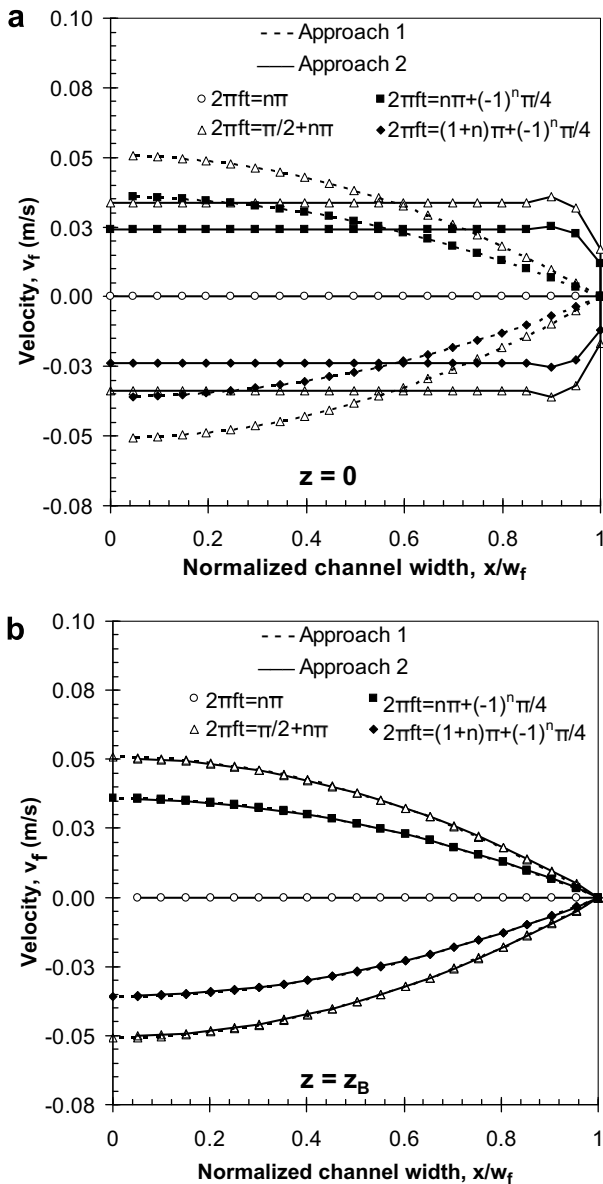 a
0.10
Approach 1
Approach 2
0.08
2πft=nπ
2πft=nπ+(-1)ⁿπ/4
2πft=π/2+nπ
2πft=(1+n)π+(-1)ⁿπ/4
0.05
0.03
0.00
-0.03
-0.05
-0.08
Velocity, v_f (m/s)
z = 0
0 0.2 0.4 0.6 0.8 1
Normalized channel width, x/w_f
b
0.10
Approach 1
Approach 2
0.08
2πft=nπ
2πft=nπ+(-1)ⁿπ/4
2πft=π/2+nπ
2πft=(1+n)π+(-1)ⁿπ/4
0.05
0.03
0.00
-0.03
-0.05
-0.08
Velocity, v_f (m/s)
z = z_B
0 0.2 0.4 0.6 0.8 1
Normalized channel width, x/w_f